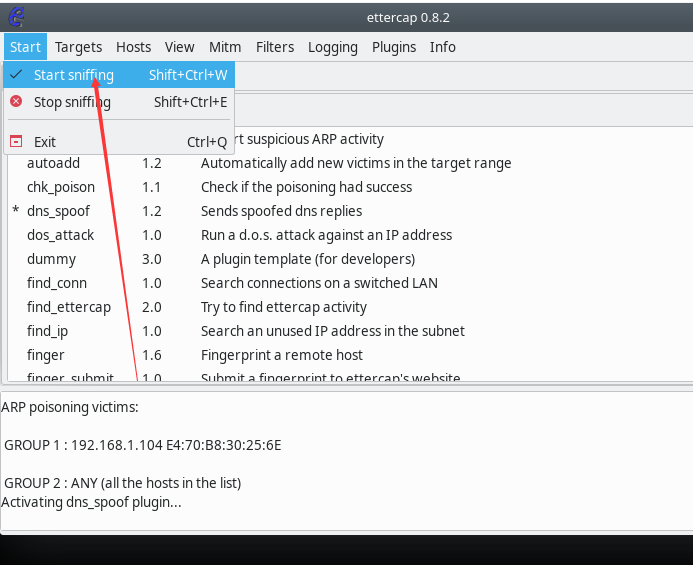 ettercap 0.8.2
Start Targets Hosts View Mitm Filters Logging Plugins Info
Start sniffing Shift+Ctrl+W
Stop sniffing Shift+Ctrl+E
Exit Ctrl+Q
suspicious ARP activity
autoadd 1.2 Automatically add new victims in the target range
chk_poison 1.1 Check if the poisoning had success
* dns_spoof 1.2 Sends spoofed dns replies
dos_attack 1.0 Run a d.o.s. attack against an IP address
dummy 3.0 A plugin template (for developers)
find_conn 1.0 Search connections on a switched LAN
find_ettercap 2.0 Try to find ettercap activity
find_ip 1.0 Search an unused IP address in the subnet
finger 1.6 Fingerprint a remote host
finger_submit 1.0 Submit a fingerprint to ettercap's website
ARP poisoning victims:
GROUP 1 : 192.168.1.104 E4:70:B8:30:25:6E
GROUP 2 : ANY (all the hosts in the list)
Activating dns_spoof plugin...